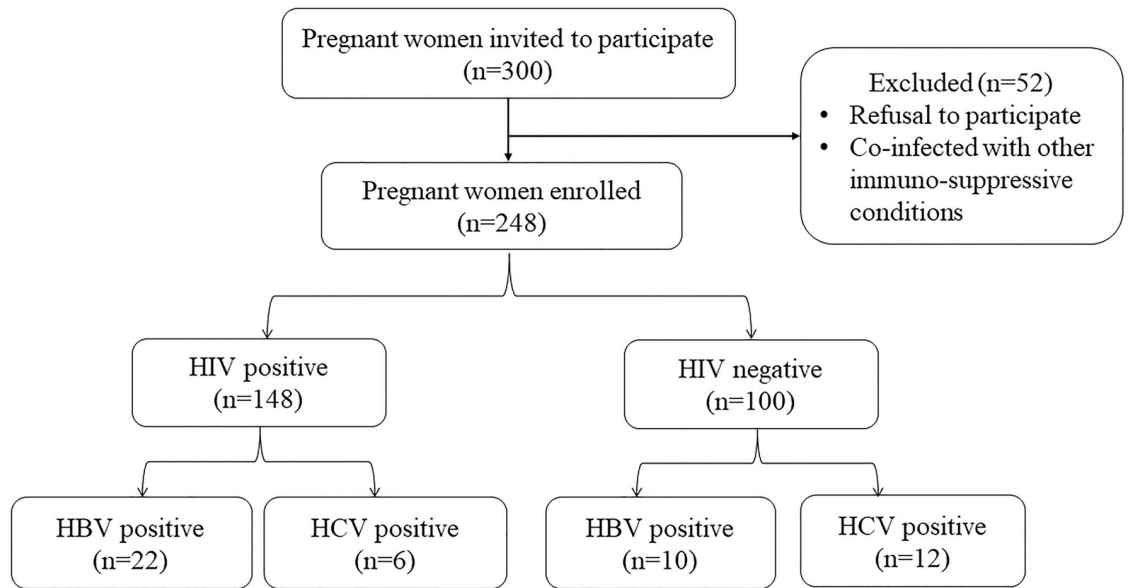 Pregnant women invited to participate
(n=300)
Excluded (n=52)
• Refusal to participate
• Co-infected with other
immuno-suppressive
conditions
Pregnant women enrolled
(n=248)
HIV positive
(n=148)
HIV negative
(n=100)
HBV positive
(n=22)
HCV positive
(n=6)
HBV positive
(n=10)
HCV positive
(n=12)